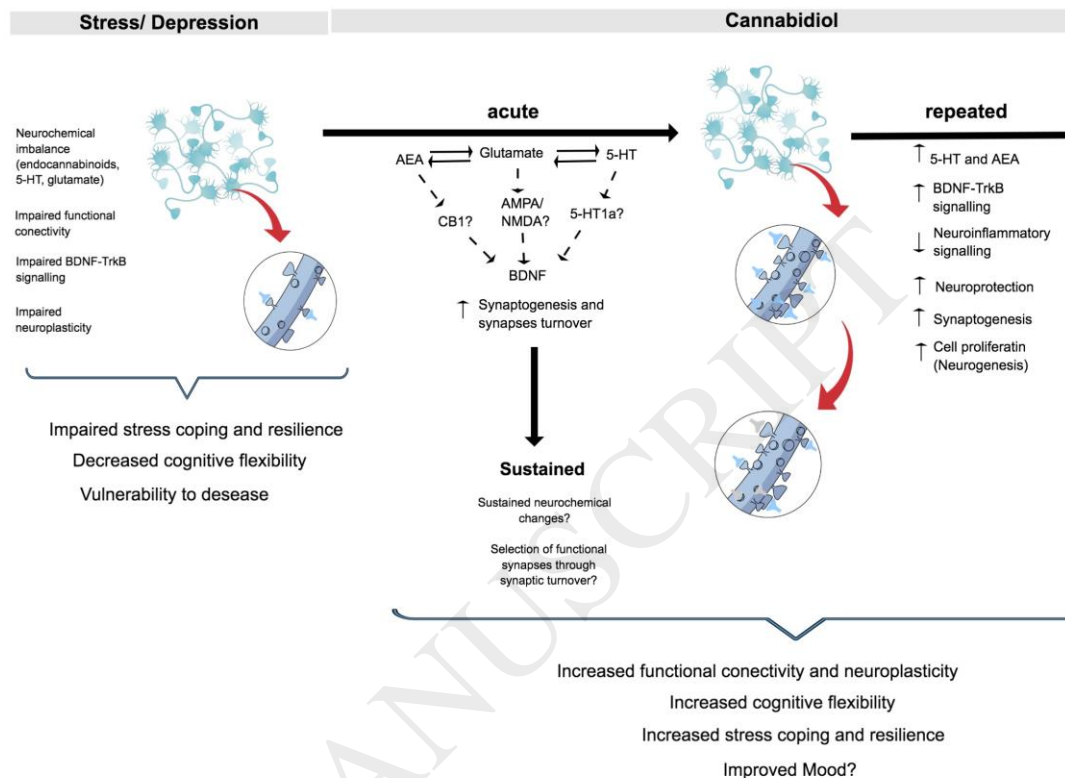 Stress/ Depression
Cannabidiol
Neurochemical
imbalance
(endocannabinoids,
5-HT, glutamate)
Impaired functional
conectivity
Impaired BDNF-TrkB
signalling
Impaired
neuroplasticity
Impaired stress coping and resilience
Decreased cognitive flexibility
Vulnerability to desease
acute
AEA
Glutamate
5-HT
CB1?
AMPA/
NMDA?
5-HT1a?
BDNF
↑ Synaptogenesis and
synapses turnover
Sustained
Sustained neurochemical
changes?
Selection of functional
synapses through
synaptic turnover?
repeated
↑ 5-HT and AEA
↑ BDNF-TrkB
signalling
↓ Neuroinflammatory
signalling
↑ Neuroprotection
↑ Synaptogenesis
↑ Cell proliferatin
(Neurogenesis)
Increased functional conectivity and neuroplasticity
Increased cognitive flexibility
Increased stress coping and resilience
Improved Mood?
ANUSCRIPT